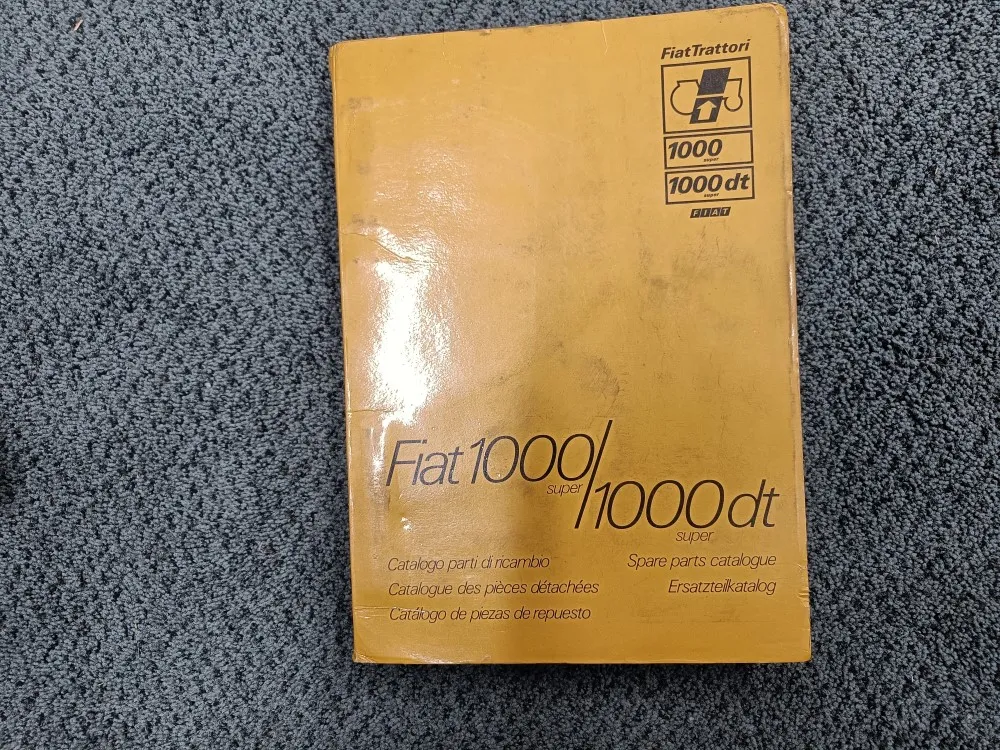 FiatTrattori
1000
super
1000 dt
super
FIAT
Fiat 1000 super / 1000 dt super
Catalogo parti di ricambio
Catalogue des pièces détachées
Catálogo de piezas de repuesto
Spare parts catalogue
Ersatzteilkatalog